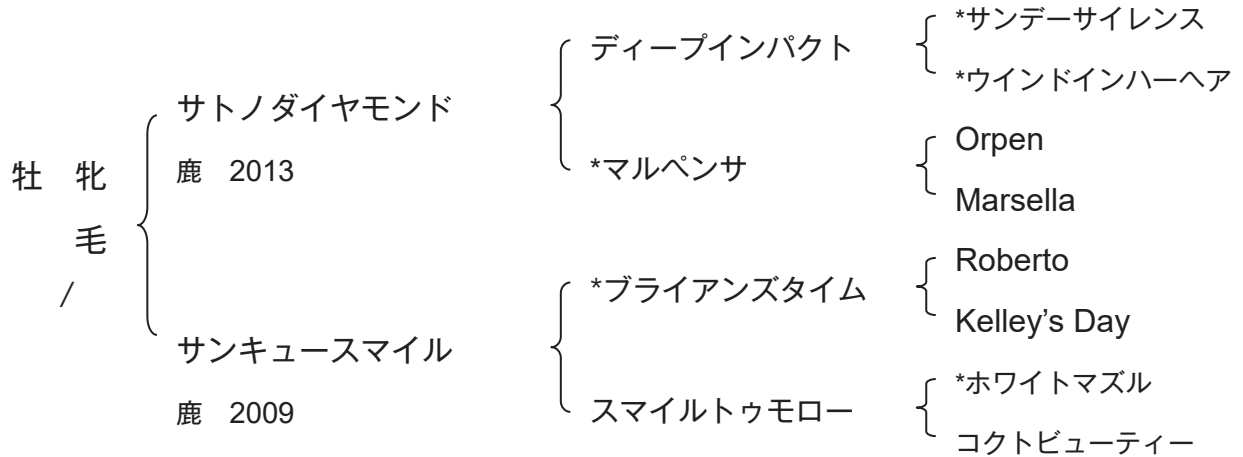 牡　牝
毛
/
サトノダイヤモンド
鹿　2013
サンキュースマイル
鹿　2009
ディープインパクト
*マルペンサ
*ブライアンズタイム
スマイルトゥモロー
*サンデーサイレンス
*ウインドインハーヘア
Orpen
Marsella
Roberto
Kelley’s Day
*ホワイトマズル
コクトビューティー